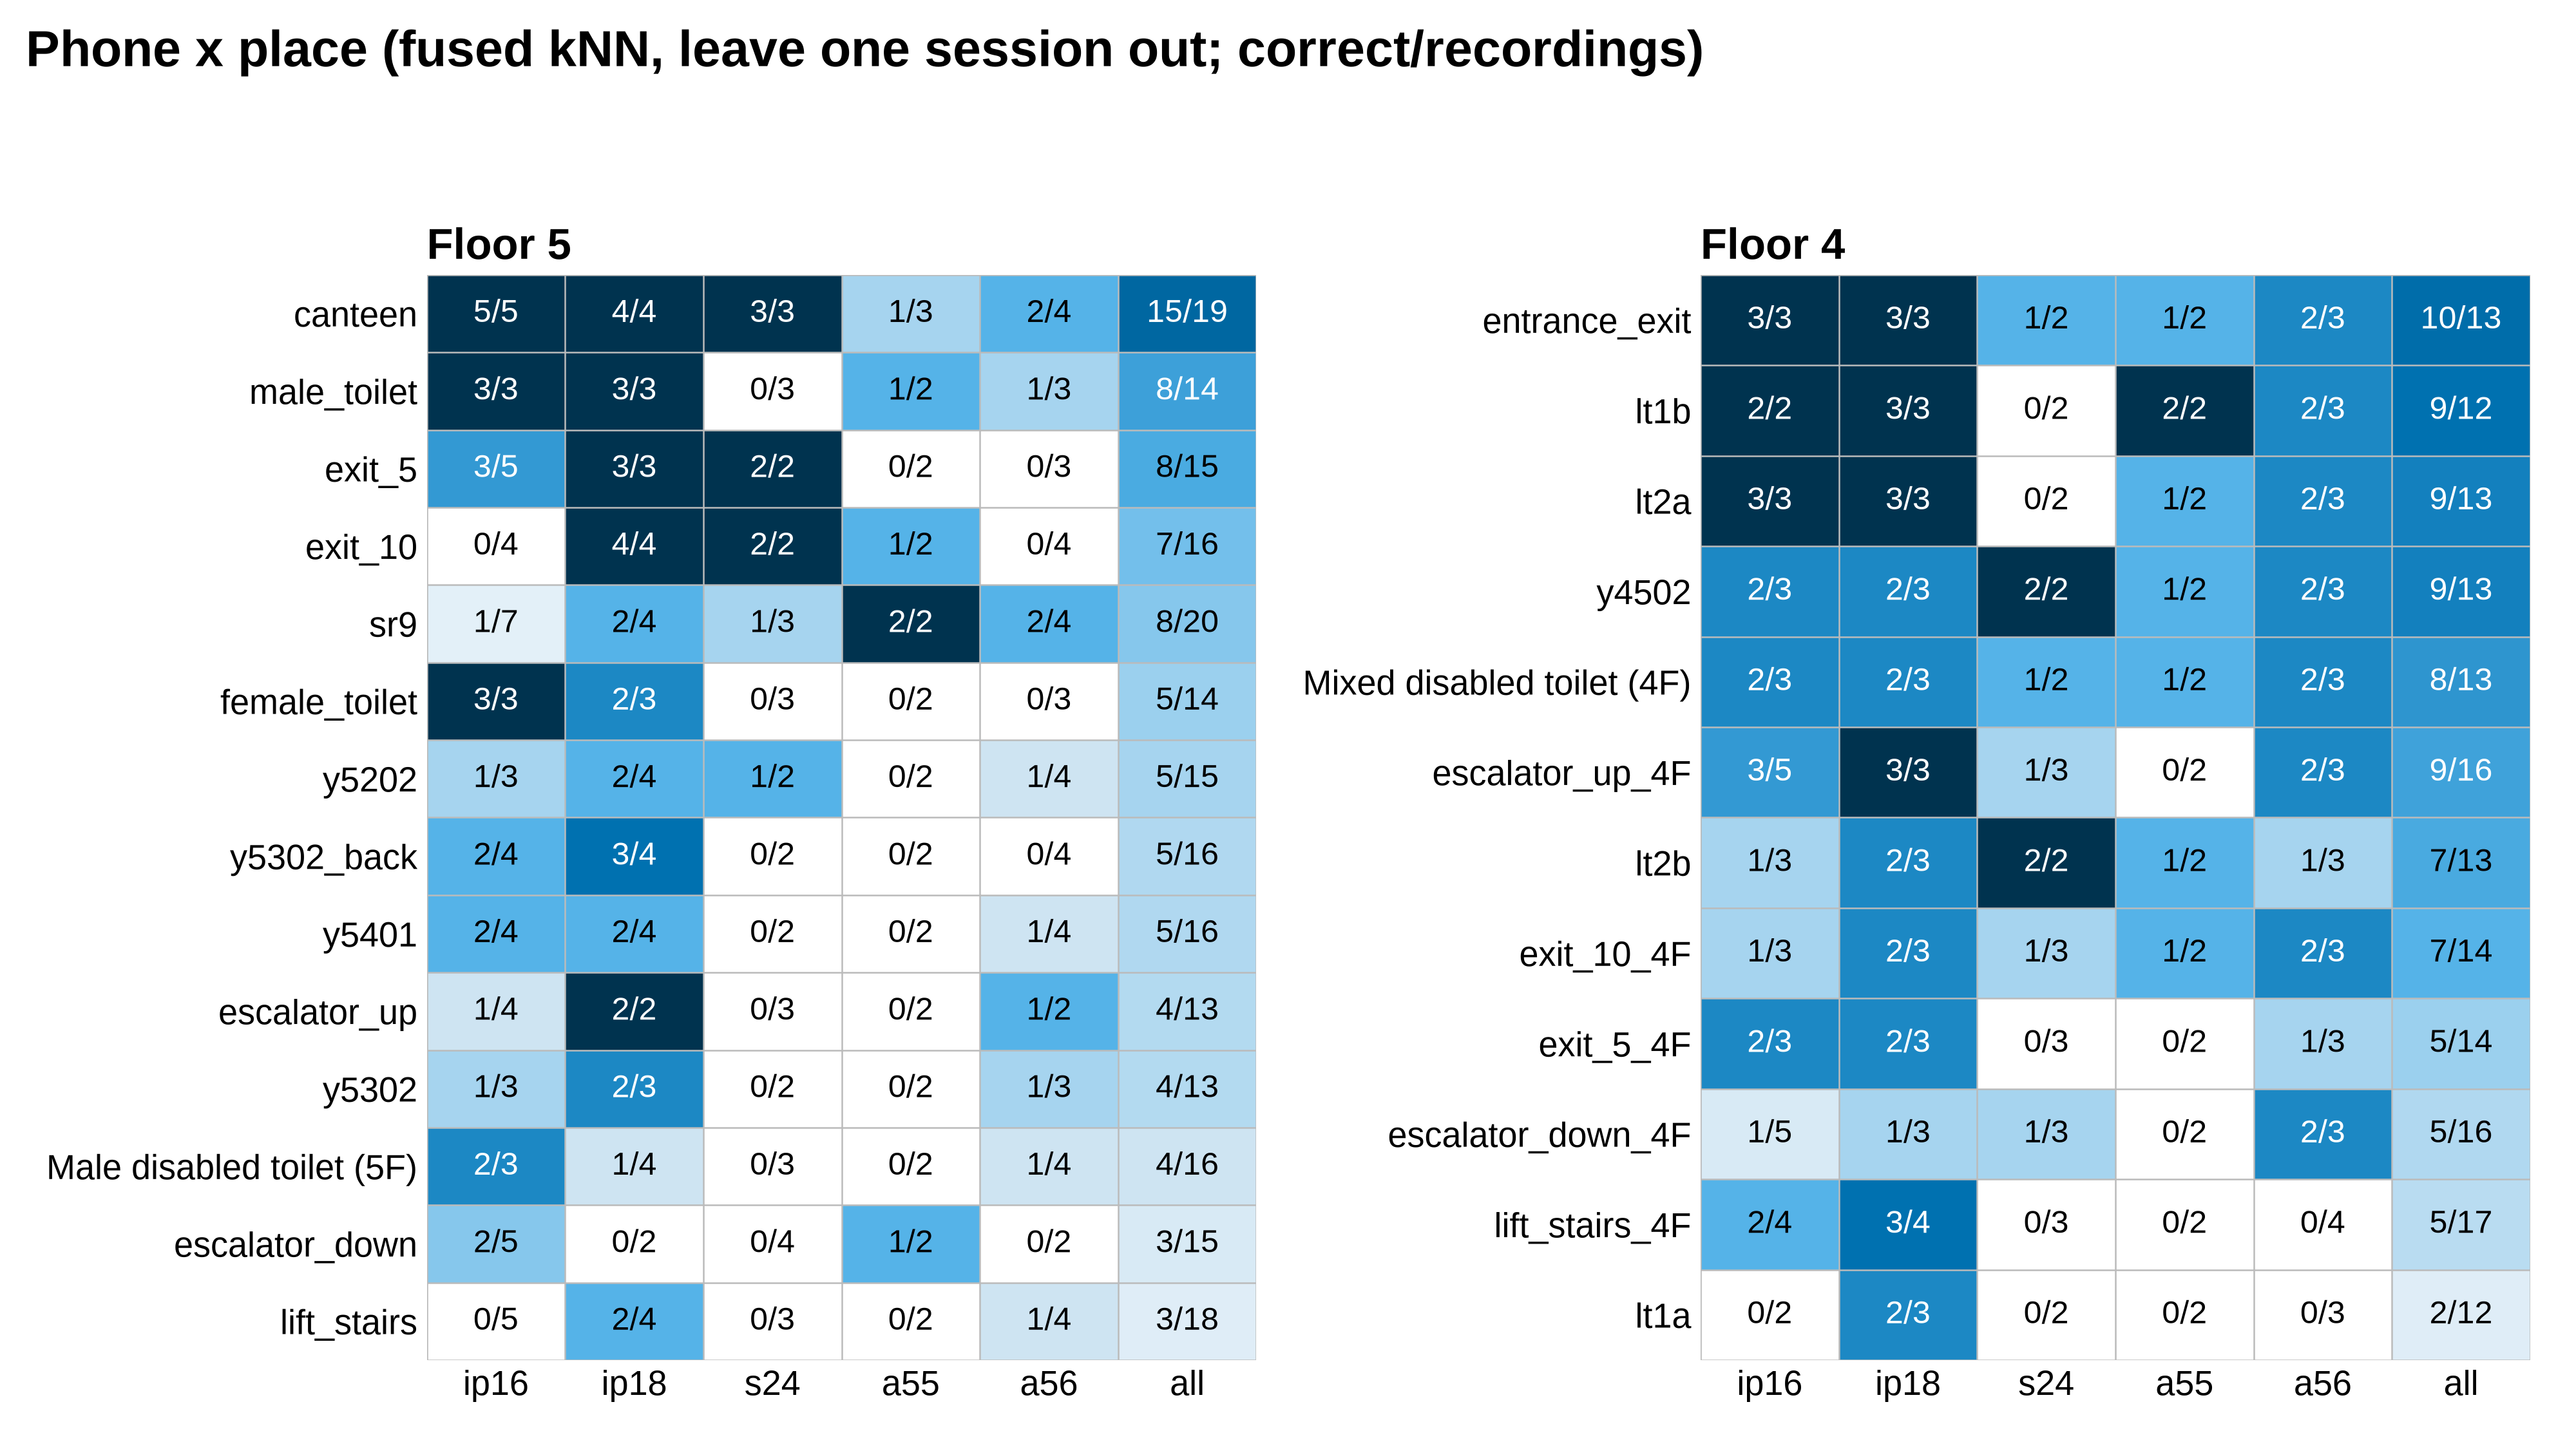 Phone x place (fused kNN, leave one session out; correct/recordings)
Floor 5
canteen 5/5 4/4 3/3 1/3 2/4 15/19
male_toilet 3/3 3/3 0/3 1/2 1/3 8/14
exit_5 3/5 3/3 2/2 0/2 0/3 8/15
exit_10 0/4 4/4 2/2 1/2 0/4 7/16
sr9 1/7 2/4 1/3 2/2 2/4 8/20
female_toilet 3/3 2/3 0/3 0/2 0/3 5/14
y5202 1/3 2/4 1/2 0/2 1/4 5/15
y5302_back 2/4 3/4 0/2 0/2 0/4 5/16
y5401 2/4 2/4 0/2 0/2 1/4 5/16
escalator_up 1/4 2/2 0/3 0/2 1/2 4/13
y5302 1/3 2/3 0/2 0/2 1/3 4/13
Male disabled toilet (5F) 2/3 1/4 0/3 0/2 1/4 4/16
escalator_down 2/5 0/2 0/4 1/2 0/2 3/15
lift_stairs 0/5 2/4 0/3 0/2 1/4 3/18
ip16 ip18 s24 a55 a56 all
Floor 4
entrance_exit 3/3 3/3 1/2 1/2 2/3 10/13
lt1b 2/2 3/3 0/2 2/2 2/3 9/12
lt2a 3/3 3/3 0/2 1/2 2/3 9/13
y4502 2/3 2/3 2/2 1/2 2/3 9/13
Mixed disabled toilet (4F) 2/3 2/3 1/2 1/2 2/3 8/13
escalator_up_4F 3/5 3/3 1/3 0/2 2/3 9/16
lt2b 1/3 2/3 2/2 1/2 1/3 7/13
exit_10_4F 1/3 2/3 1/3 1/2 2/3 7/14
exit_5_4F 2/3 2/3 0/3 0/2 1/3 5/14
escalator_down_4F 1/5 1/3 1/3 0/2 2/3 5/16
lift_stairs_4F 2/4 3/4 0/3 0/2 0/4 5/17
lt1a 0/2 2/3 0/2 0/2 0/3 2/12
ip16 ip18 s24 a55 a56 all